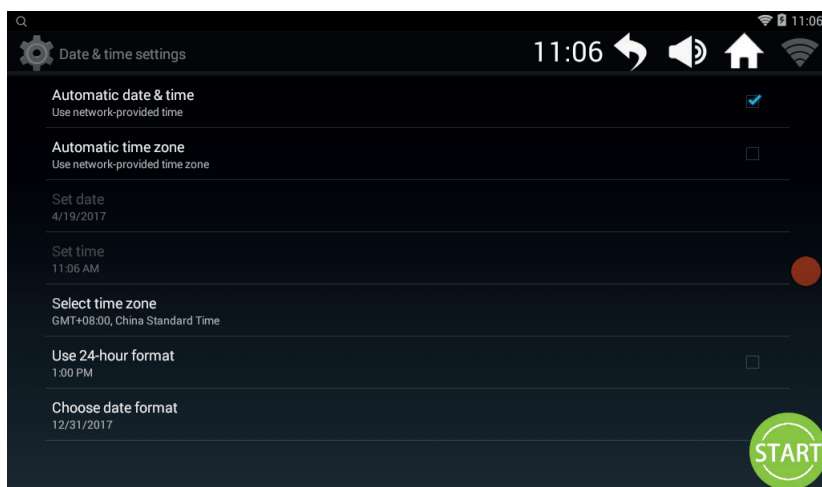 11:06
Date & time settings
11:06
Automatic date & time
Use network-provided time
Automatic time zone
Use network-provided time zone
Set date
4/19/2017
Set time
11:06 AM
Select time zone
GMT+08:00, China Standard Time
Use 24-hour format
1:00 PM
Choose date format
12/31/2017
START